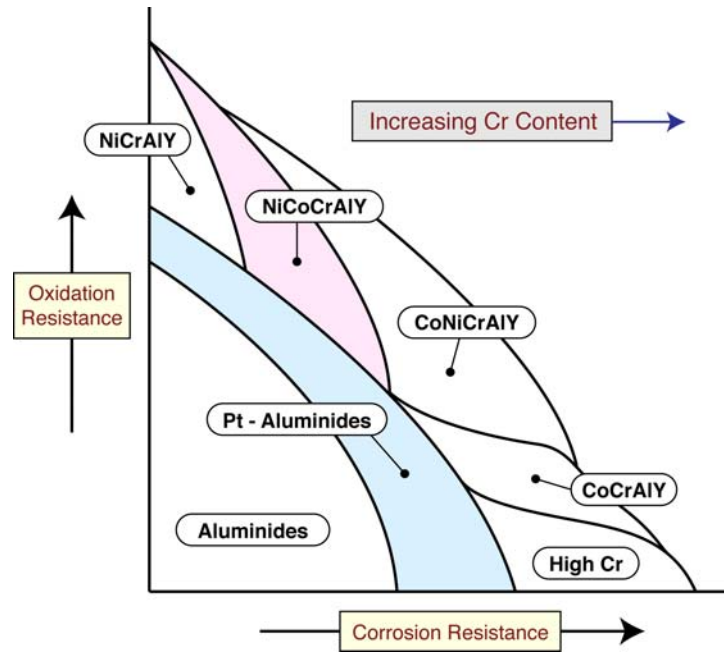 Increasing Cr Content
NiCrAlY
NiCoCrAlY
Oxidation
Resistance
CoNiCrAlY
Pt - Aluminides
CoCrAlY
Aluminides
High Cr
Corrosion Resistance